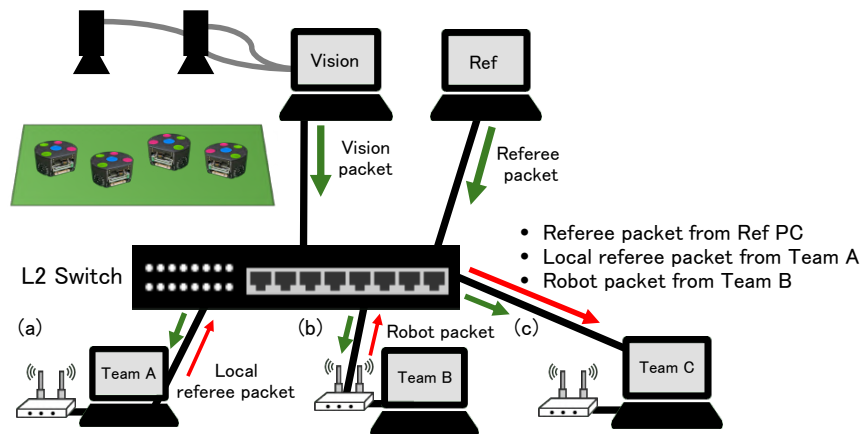 Vision
Ref
Vision
packet
Referee
packet
• Referee packet from Ref PC
• Local referee packet from Team A
• Robot packet from Team B
L2 Switch
(a)
(b)
Robot packet
(c)
Team A
Local
referee packet
Team B
Team C